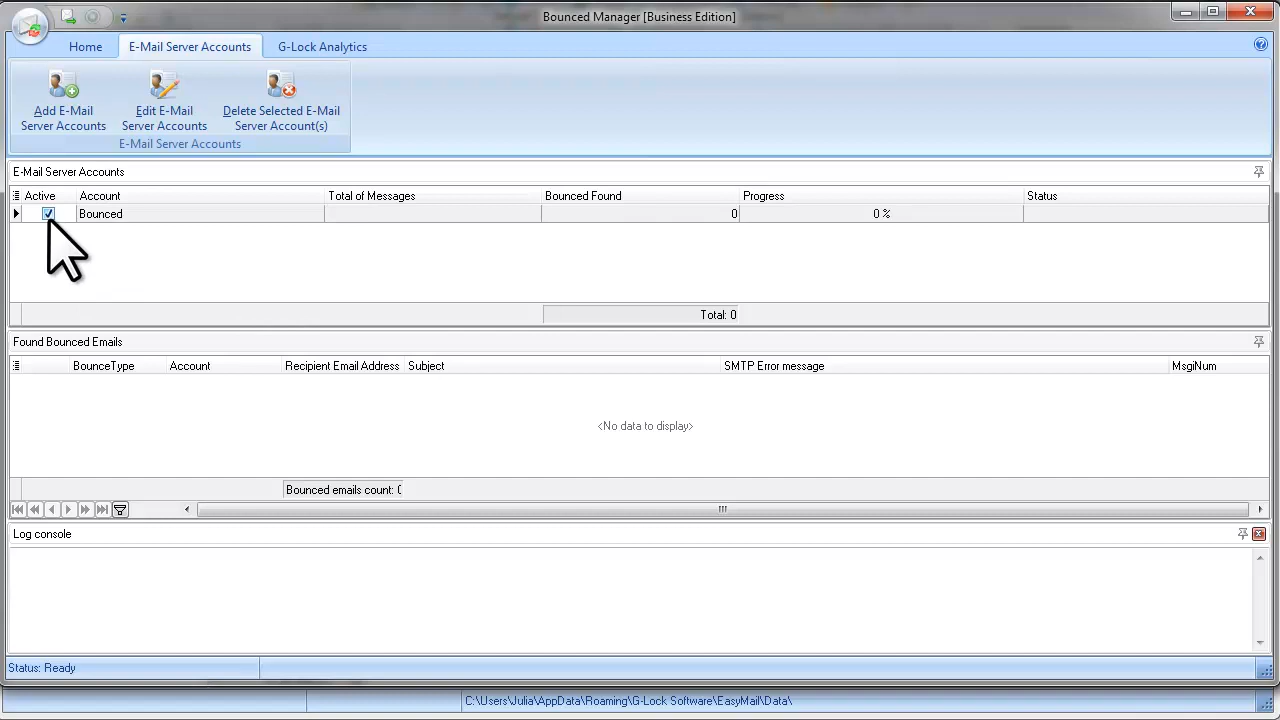 Bounced Manager [Business Edition]
Home E-Mail Server Accounts G-Lock Analytics
Add E-Mail Server Accounts
Edit E-Mail Server Accounts
Delete Selected E-Mail Server Account(s)
E-Mail Server Accounts
E-Mail Server Accounts
Active Account Total of Messages Bounced Found Progress Status
Bounced 0 0 %
Total: 0
Found Bounced Emails
BounceType Account Recipient Email Address Subject SMTP Error message MsgiNum
<No data to display>
Bounced emails count: 0
Log console
Status: Ready
C:\Users\Julia\AppData\Roaming\G-Lock Software\EasyMail\Data\